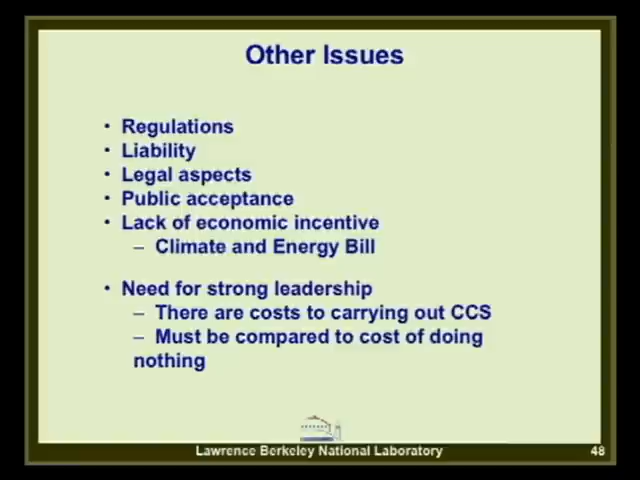 Other Issues
• Regulations
• Liability
• Legal aspects
• Public acceptance
• Lack of economic incentive
– Climate and Energy Bill
• Need for strong leadership
– There are costs to carrying out CCS
– Must be compared to cost of doing
nothing
Lawrence Berkeley National Laboratory
48